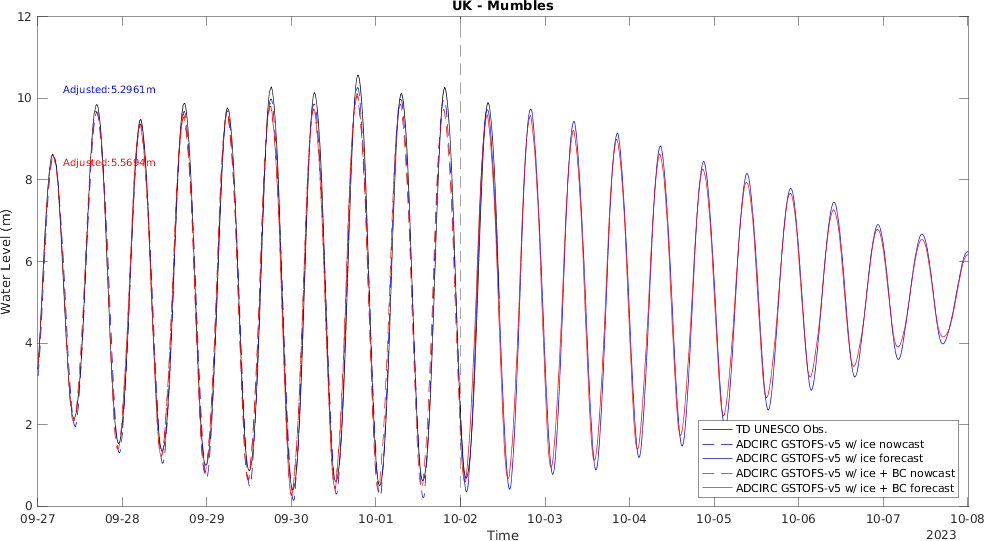 UK - Mumbles
12
10
8
6
4
2
0
Water Level (m)
Adjusted:5.2961m
Adjusted:5.5694m
TD UNESCO Obs.
ADCIRC GSTOFS-v5 w/ ice nowcast
ADCIRC GSTOFS-v5 w/ ice forecast
ADCIRC GSTOFS-v5 w/ ice + BC nowcast
ADCIRC GSTOFS-v5 w/ ice + BC forecast
09-27 09-28 09-29 09-30 10-01 10-02 10-03 10-04 10-05 10-06 10-07 10-08
Time
2023